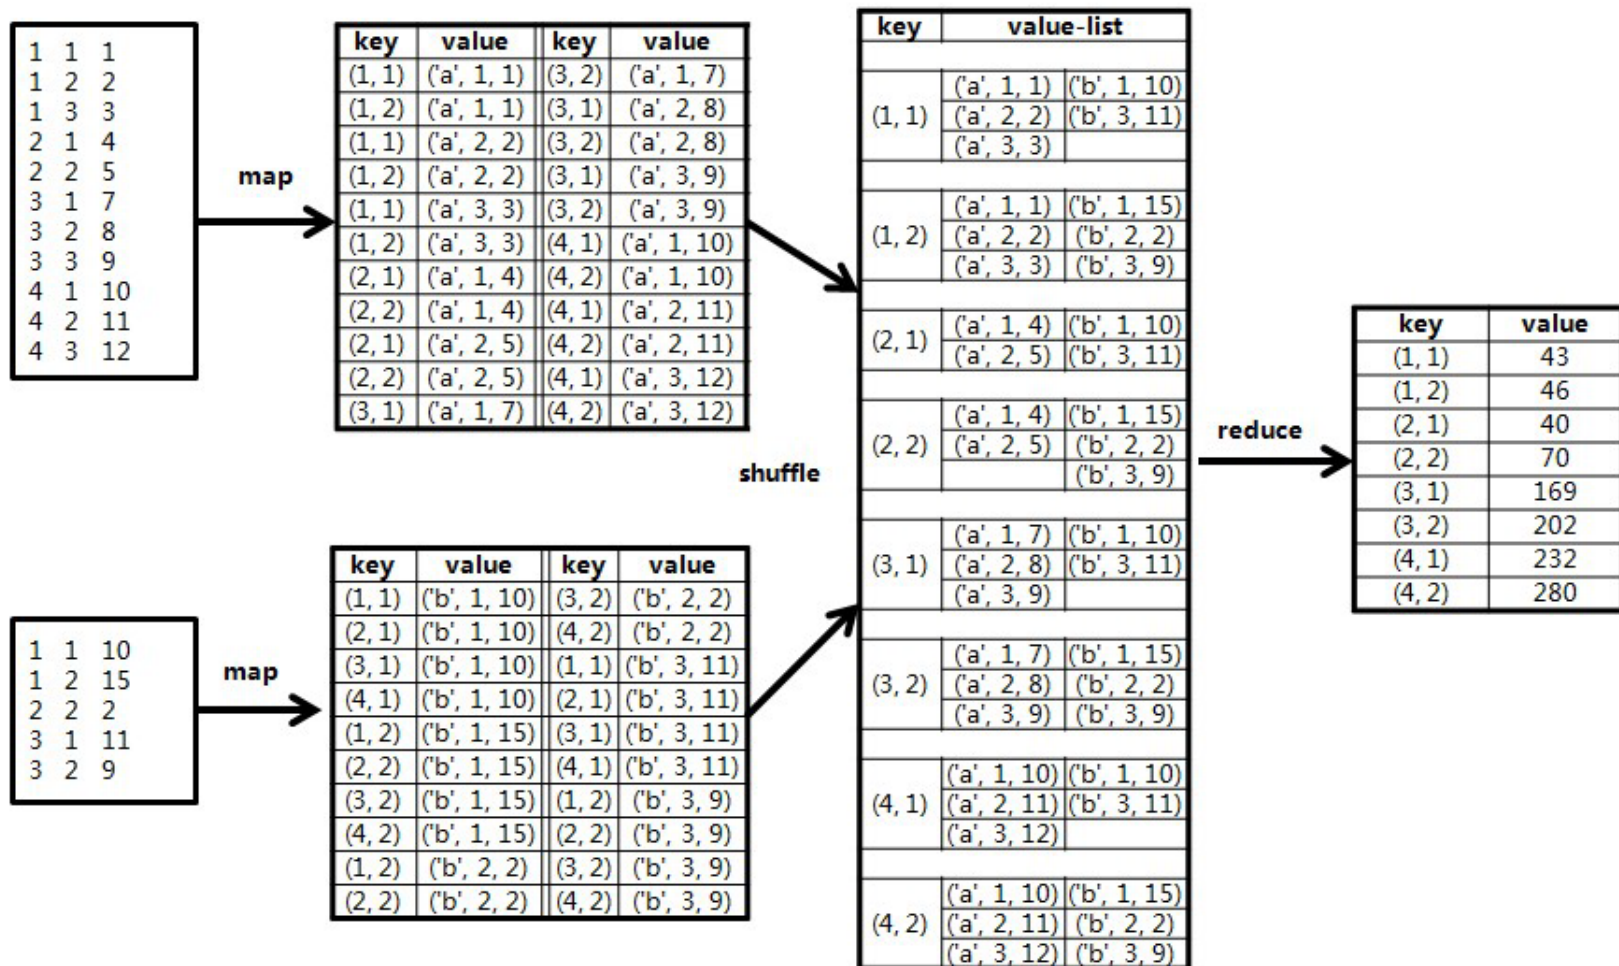 1 1 1
1 2 2
1 3 3
2 1 4
2 2 5
3 1 7
3 2 8
3 3 9
4 1 10
4 2 11
4 3 12
map
key value key value
(1, 1) ('a', 1, 1) (3, 2) ('a', 1, 7)
(1, 2) ('a', 1, 1) (3, 1) ('a', 2, 8)
(1, 1) ('a', 2, 2) (3, 2) ('a', 2, 8)
(1, 2) ('a', 2, 2) (3, 1) ('a', 3, 9)
(1, 1) ('a', 3, 3) (3, 2) ('a', 3, 9)
(1, 2) ('a', 3, 3) (4, 1) ('a', 1, 10)
(2, 1) ('a', 1, 4) (4, 2) ('a', 1, 10)
(2, 2) ('a', 1, 4) (4, 1) ('a', 2, 11)
(2, 1) ('a', 2, 5) (4, 2) ('a', 2, 11)
(2, 2) ('a', 2, 5) (4, 1) ('a', 3, 12)
(3, 1) ('a', 1, 7) (4, 2) ('a', 3, 12)
1 1 10
1 2 15
2 2 2
3 1 11
3 2 9
map
key value key value
(1, 1) ('b', 1, 10) (3, 2) ('b', 2, 2)
(2, 1) ('b', 1, 10) (4, 2) ('b', 2, 2)
(3, 1) ('b', 1, 10) (1, 1) ('b', 3, 11)
(4, 1) ('b', 1, 10) (2, 1) ('b', 3, 11)
(1, 2) ('b', 1, 15) (3, 1) ('b', 3, 11)
(2, 2) ('b', 1, 15) (4, 1) ('b', 3, 11)
(3, 2) ('b', 1, 15) (1, 2) ('b', 3, 9)
(4, 2) ('b', 1, 15) (2, 2) ('b', 3, 9)
(1, 2) ('b', 2, 2) (3, 2) ('b', 3, 9)
(2, 2) ('b', 2, 2) (4, 2) ('b', 3, 9)
shuffle
key value-list
('a', 1, 1) ('b', 1, 10)
(1, 1) ('a', 2, 2) ('b', 3, 11)
('a', 3, 3)
('a', 1, 1) ('b', 1, 15)
(1, 2) ('a', 2, 2) ('b', 2, 2)
('a', 3, 3) ('b', 3, 9)
(2, 1) ('a', 1, 4) ('b', 1, 10)
('a', 2, 5) ('b', 3, 11)
('a', 1, 4) ('b', 1, 15)
(2, 2) ('a', 2, 5) ('b', 2, 2)
('b', 3, 9)
('a', 1, 7) ('b', 1, 10)
(3, 1) ('a', 2, 8) ('b', 3, 11)
('a', 3, 9)
('a', 1, 7) ('b', 1, 15)
(3, 2) ('a', 2, 8) ('b', 2, 2)
('a', 3, 9) ('b', 3, 9)
('a', 1, 10) ('b', 1, 10)
(4, 1) ('a', 2, 11) ('b', 3, 11)
('a', 3, 12)
('a', 1, 10) ('b', 1, 15)
(4, 2) ('a', 2, 11) ('b', 2, 2)
('a', 3, 12) ('b', 3, 9)
reduce
key value
(1, 1) 43
(1, 2) 46
(2, 1) 40
(2, 2) 70
(3, 1) 169
(3, 2) 202
(4, 1) 232
(4, 2) 280